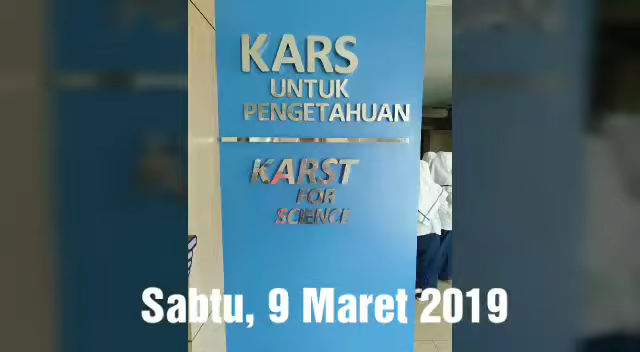 KARS
UNTUK
PENGETAHUAN
KARST
FOR
SCIENCE
Sabtu, 9 Maret 2019